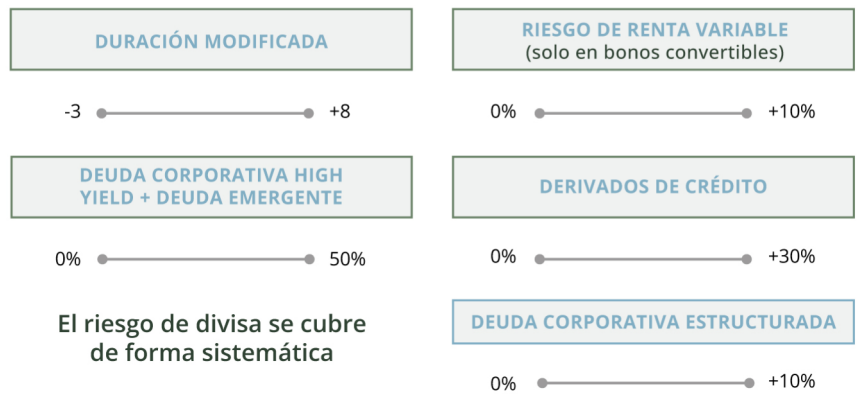 DURACIÓN MODIFICADA
-3
+8
DEUDA CORPORATIVA HIGH
YIELD + DEUDA EMERGENTE
0%
50%
El riesgo de divisa se cubre
de forma sistemática
RIESGO DE RENTA VARIABLE
(solo en bonos convertibles)
0%
+10%
DERIVADOS DE CRÉDITO
0%
+30%
DEUDA CORPORATIVA ESTRUCTURADA
0%
+10%